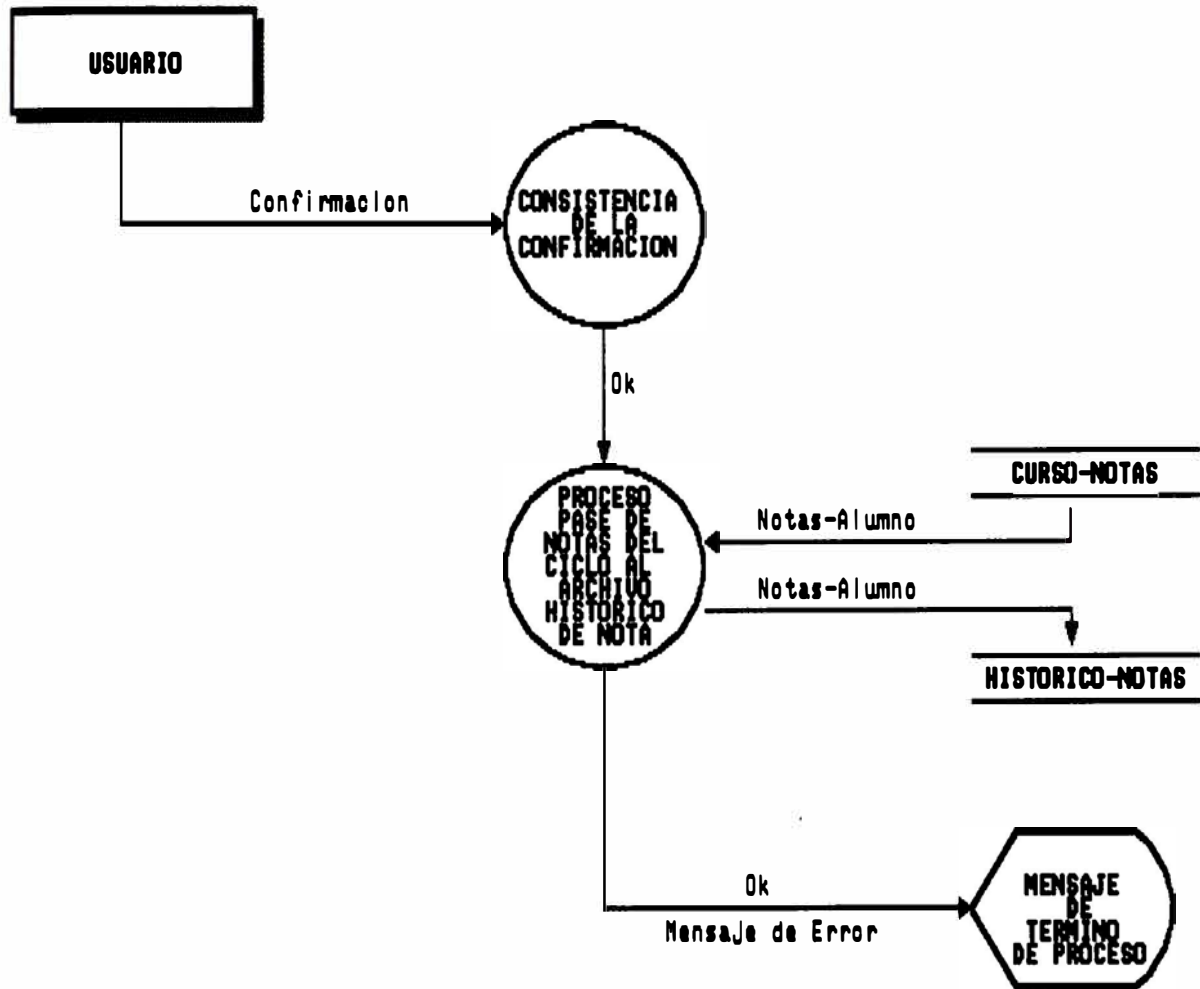 USUARIO
Confirmacion
CONSISTENCIA
DE LA
CONFIRMACION
Ok
PROCESO
PASE DE
NOTAS DEL
CICLO AL
ARCHIVO
HISTORICO
DE NOTA
CURSO-NOTAS
Notas-Alumno
Notas-Alumno
HISTORICO-NOTAS
Ok
Mensaje de Error
MENSAJE
DE
TERMINO
DE PROCESO